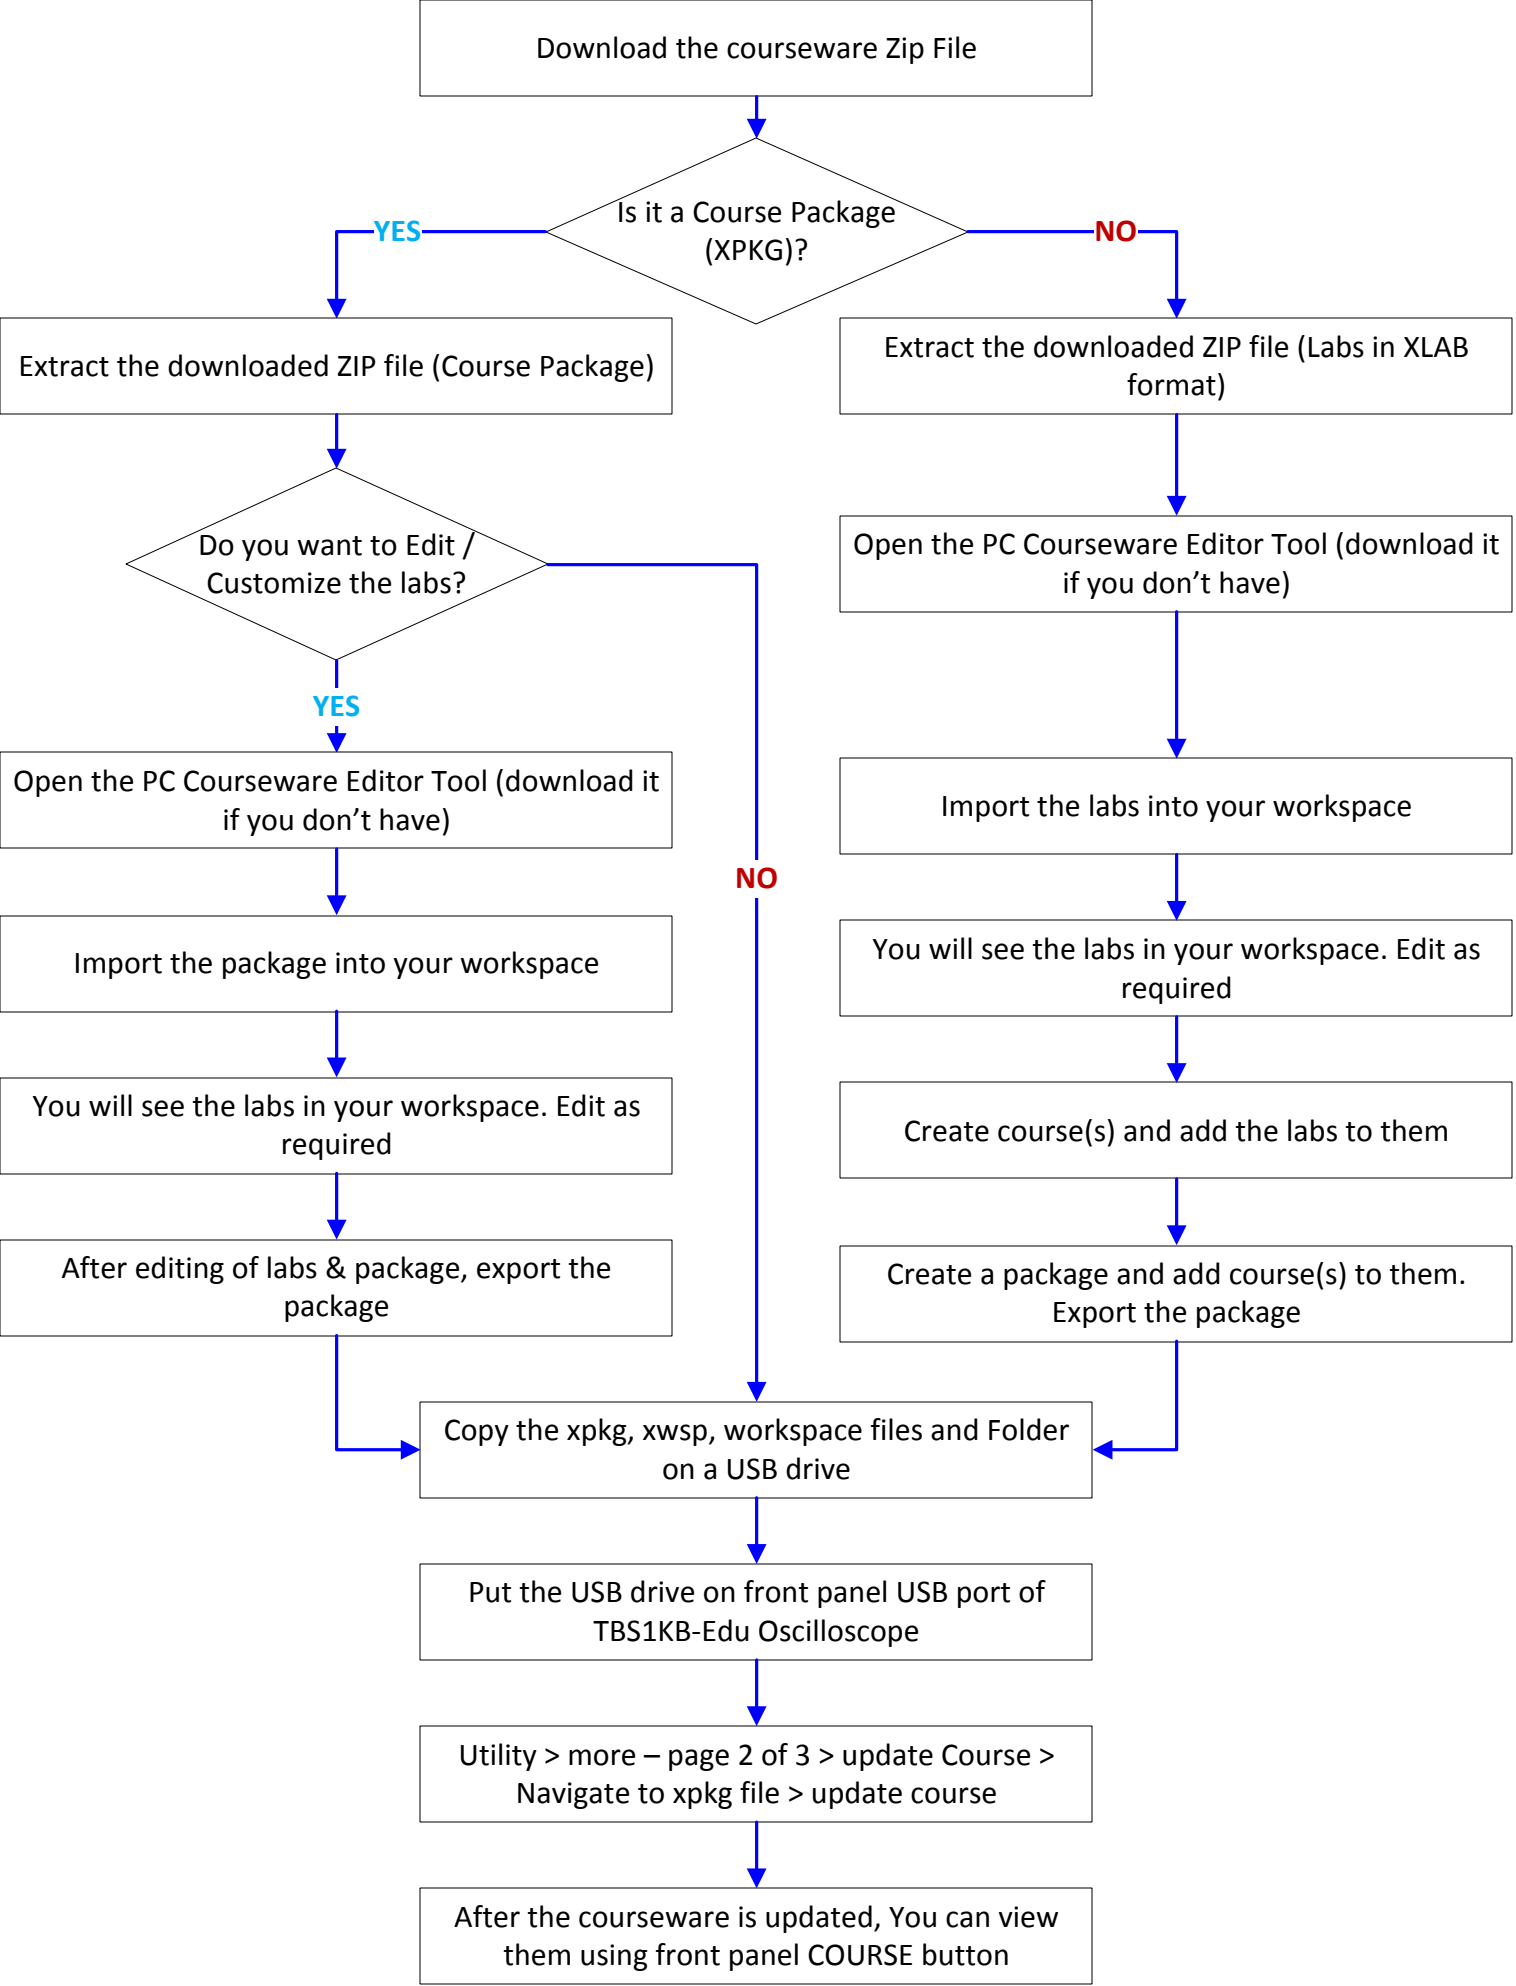 Download the courseware Zip File
Is it a Course Package
(XPKG)?
YES
NO
Extract the downloaded ZIP file (Course Package)
Extract the downloaded ZIP file (Labs in XLAB
format)
Do you want to Edit /
Customize the labs?
Open the PC Courseware Editor Tool (download it
if you don’t have)
YES
Open the PC Courseware Editor Tool (download it
if you don’t have)
Import the labs into your workspace
NO
Import the package into your workspace
You will see the labs in your workspace. Edit as
required
You will see the labs in your workspace. Edit as
required
Create course(s) and add the labs to them
After editing of labs & package, export the
package
Create a package and add course(s) to them.
Export the package
Copy the xpkg, xwsp, workspace files and Folder
on a USB drive
Put the USB drive on front panel USB port of
TBS1KB-Edu Oscilloscope
Utility > more – page 2 of 3 > update Course >
Navigate to xpkg file > update course
After the courseware is updated, You can view
them using front panel COURSE button